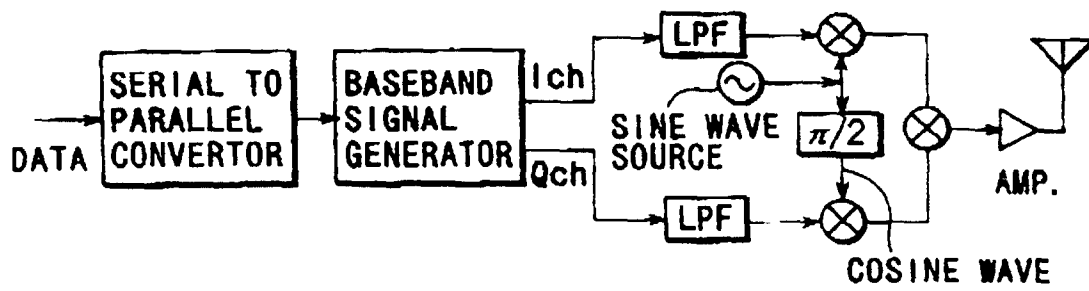 SERIAL TO
PARALLEL
CONVERTOR
DATA
BASEBAND
SIGNAL
GENERATOR
Ich
Qch
LPF
SINE WAVE
SOURCE
π/2
LPF
COSINE WAVE
AMP.